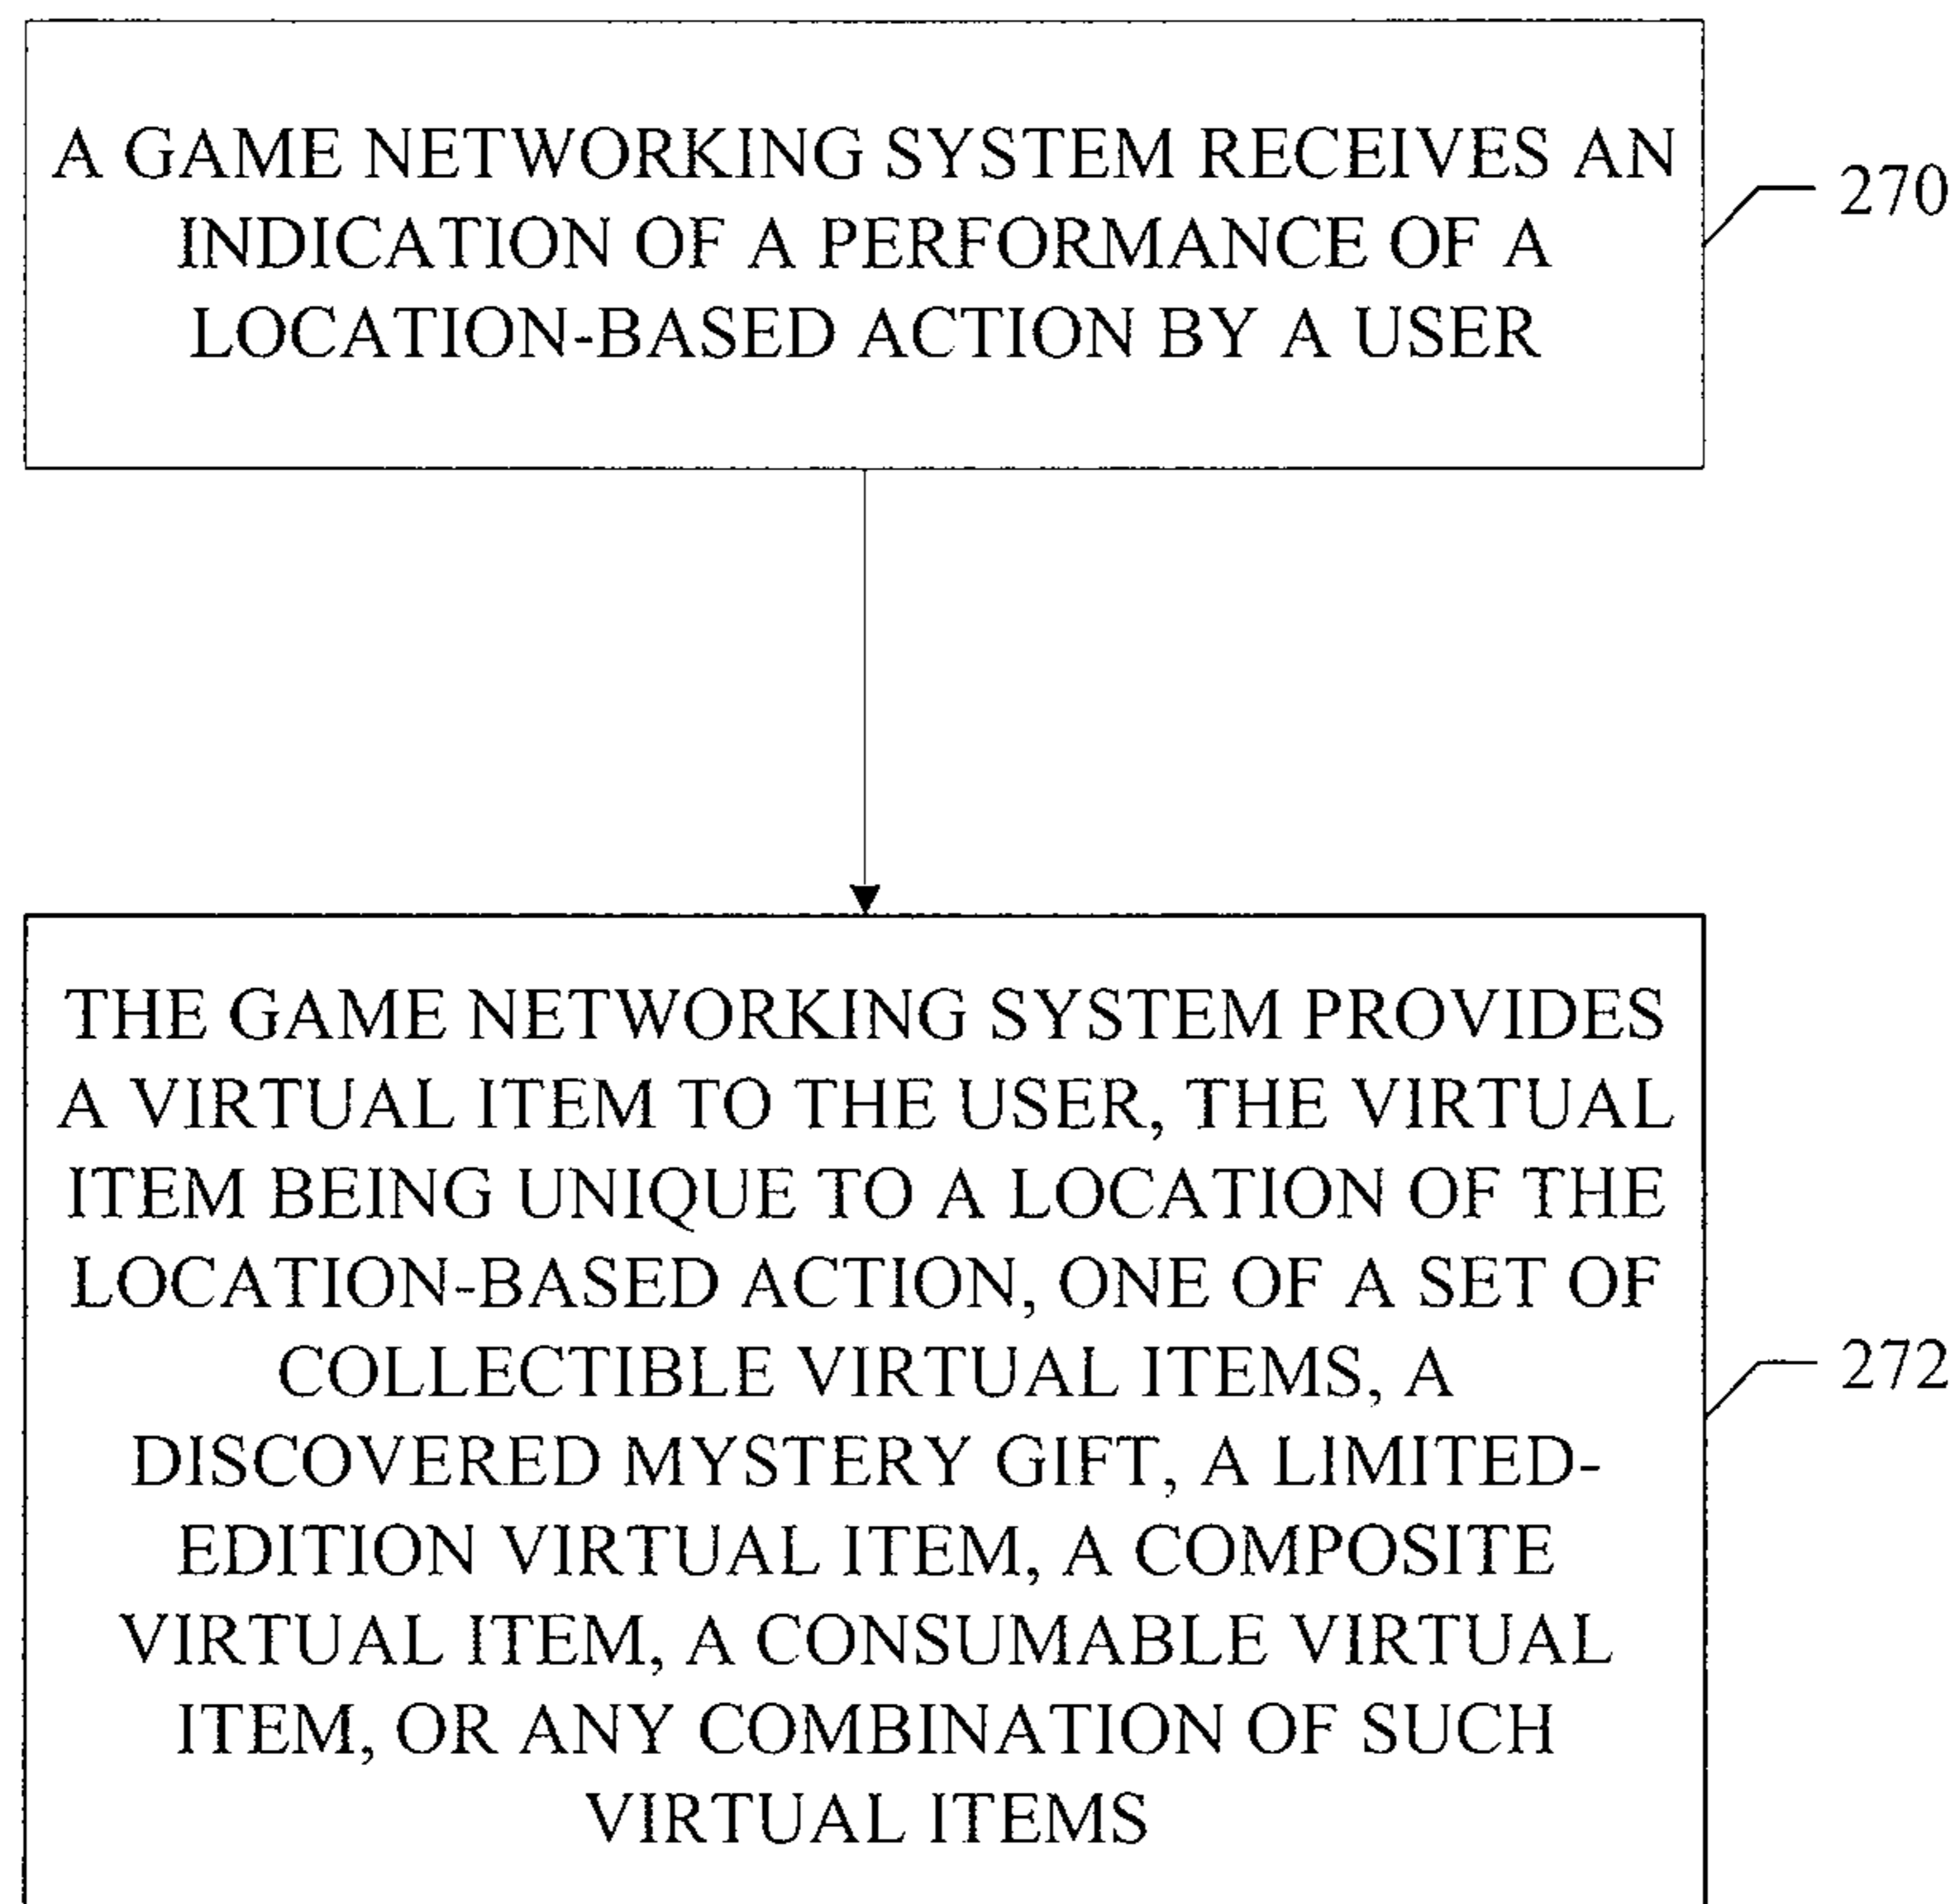 A GAME NETWORKING SYSTEM RECEIVES AN
INDICATION OF A PERFORMANCE OF A
LOCATION-BASED ACTION BY A USER
270
THE GAME NETWORKING SYSTEM PROVIDES
A VIRTUAL ITEM TO THE USER, THE VIRTUAL
ITEM BEING UNIQUE TO A LOCATION OF THE
LOCATION-BASED ACTION, ONE OF A SET OF
COLLECTIBLE VIRTUAL ITEMS, A
DISCOVERED MYSTERY GIFT, A LIMITED-
EDITION VIRTUAL ITEM, A COMPOSITE
VIRTUAL ITEM, A CONSUMABLE VIRTUAL
ITEM, OR ANY COMBINATION OF SUCH
VIRTUAL ITEMS
272